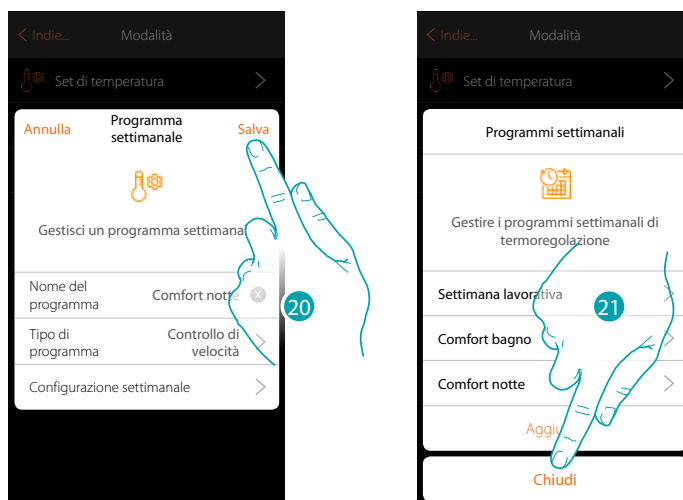 Indie...
Modalità
Set di temperatura
Annulla
Programma
settimanale
Salva
Gestisci un programma
Nome del
programma
Comfort notte
Tipo di
programma
Controllo di
velocità
Configurazione settimanale
20
Indie...
Modalità
Set di temperatura
Programmi settimanali
Gestire i programmi settimanali di
termoregolazione
Settimana lavorativa
Comfort bagno
Comfort notte
Chiudi
21